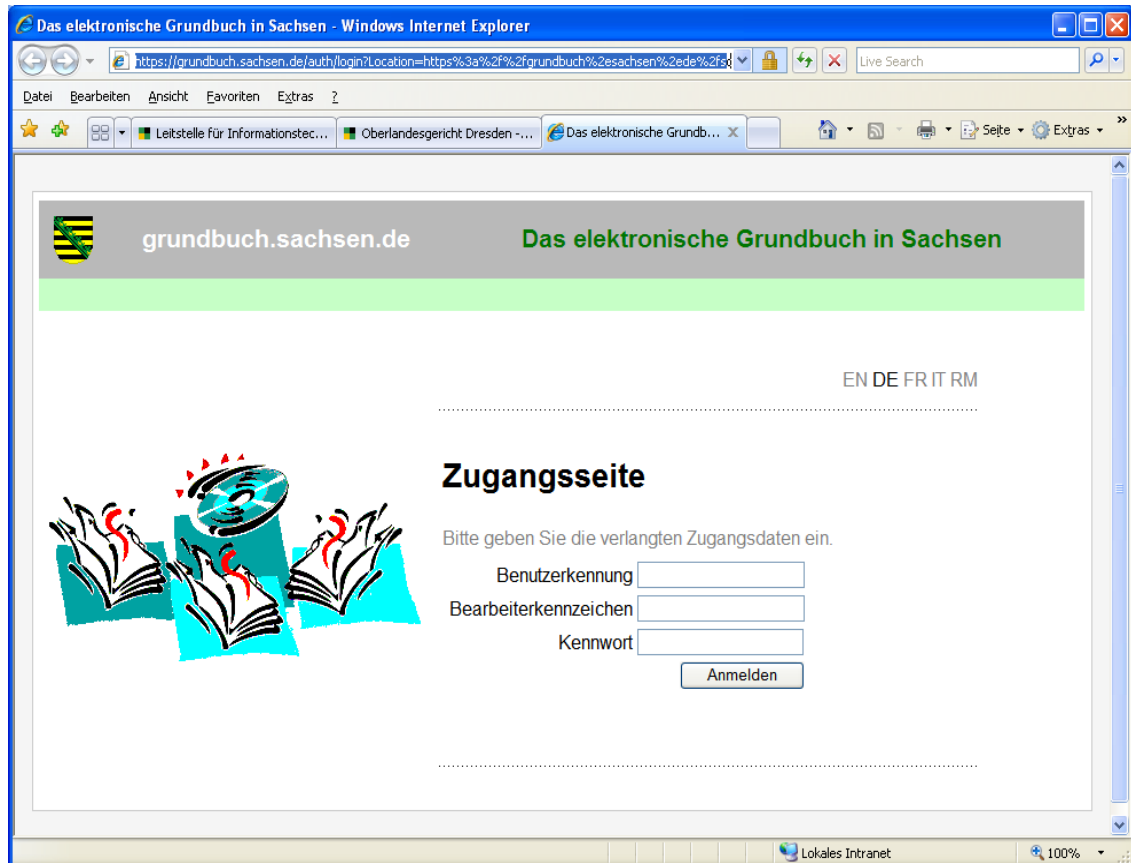 Das elektronische Grundbuch in Sachsen - Windows Internet Explorer
https://grundbuch.sachsen.de/auth/login?Location=https%3a%2f%2fgrundbuch%2esachsen%2ede%2fs
Live Search
Datei Bearbeiten Ansicht Favoriten Extras ?
Leitstelle für Informationstec... Oberlandesgericht Dresden -... Das elektronische Grundb... X Seite Extras »
grundbuch.sachsen.de Das elektronische Grundbuch in Sachsen
EN DE FR IT RM
Zugangsseite
Bitte geben Sie die verlangten Zugangsdaten ein.
Benutzerkennung
Bearbeiterkennzeichen
Kennwort
Anmelden
Lokales Intranet 100%